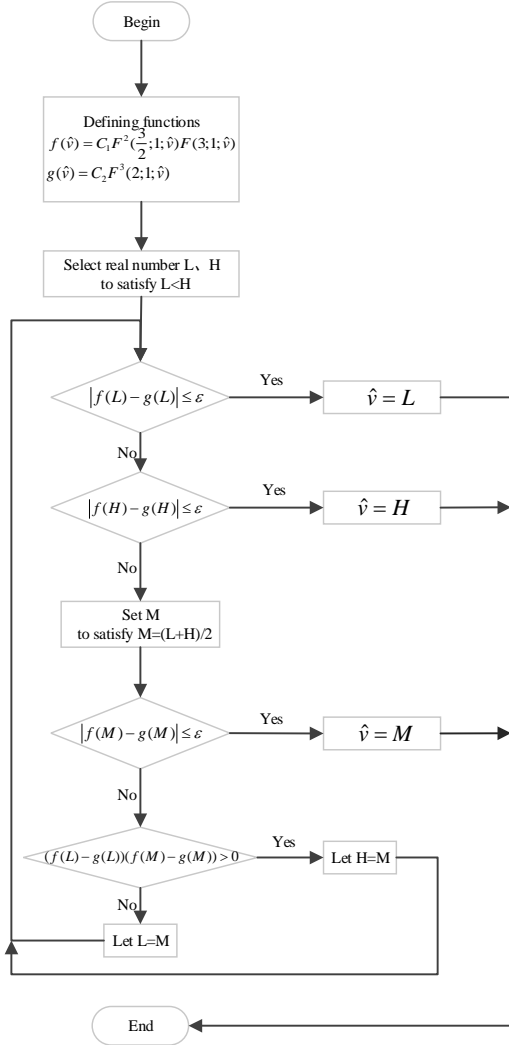 Begin
Defining functions
f(v̂) = C₁F²(3/2;1;v̂)F(3;1;v̂)
g(v̂) = C₂F³(2;1;v̂)
Select real number L、H
to satisfy L<H
|f(L)−g(L)| ≤ ε
Yes
v̂ = L
No
|f(H)−g(H)| ≤ ε
Yes
v̂ = H
No
Set M
to satisfy M=(L+H)/2
|f(M)−g(M)| ≤ ε
Yes
v̂ = M
No
(f(L)−g(L))(f(M)−g(M)) > 0
Yes
Let H=M
No
Let L=M
End